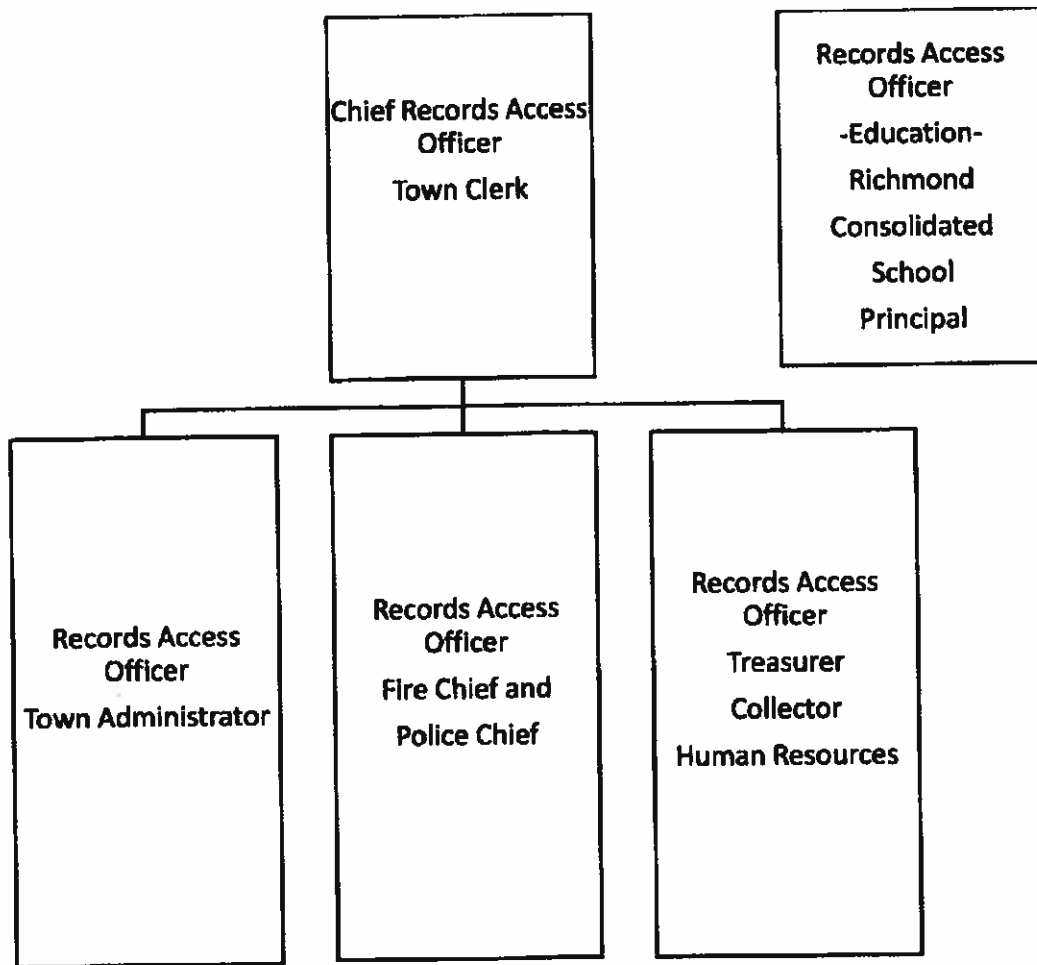 Chief Records Access
Officer
Town Clerk
Records Access
Officer
-Education-
Richmond
Consolidated
School
Principal
Records Access
Officer
Town Administrator
Records Access
Officer
Fire Chief and
Police Chief
Records Access
Officer
Treasurer
Collector
Human Resources